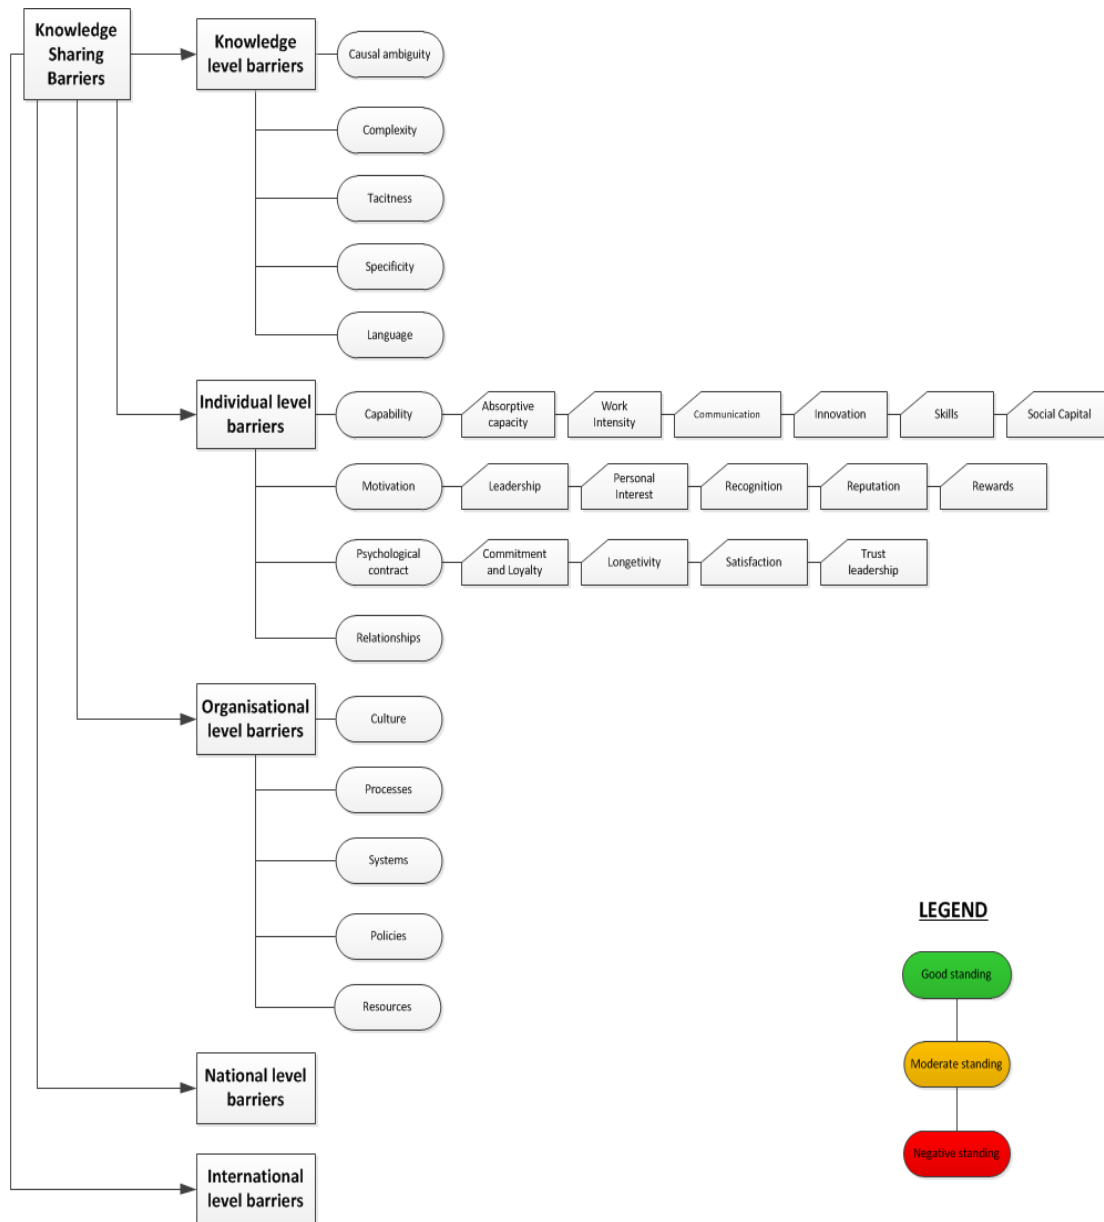 Knowledge
Sharing
Barriers
Knowledge
level barriers
Causal ambiguity
Complexity
Tacitness
Specificity
Language
Individual level
barriers
Capability
Absorptive
capacity
Work
Intensity
Communication
Innovation
Skills
Social Capital
Motivation
Leadership
Personal
Interest
Recognition
Reputation
Rewards
Psychological
contract
Commitment
and Loyalty
Longetivity
Satisfaction
Trust
leadership
Relationships
Organisational
level barriers
Culture
Processes
Systems
Policies
Resources
LEGEND
Good standing
Moderate standing
Negative standing
National level
barriers
International
level barriers